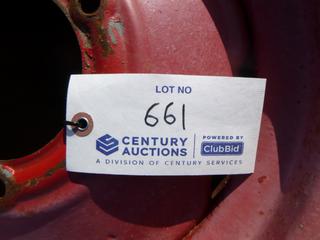 LOT NO
661
CENTURY AUCTIONS
POWERED BY
ClubBid
A DIVISION OF CENTURY SERVICES